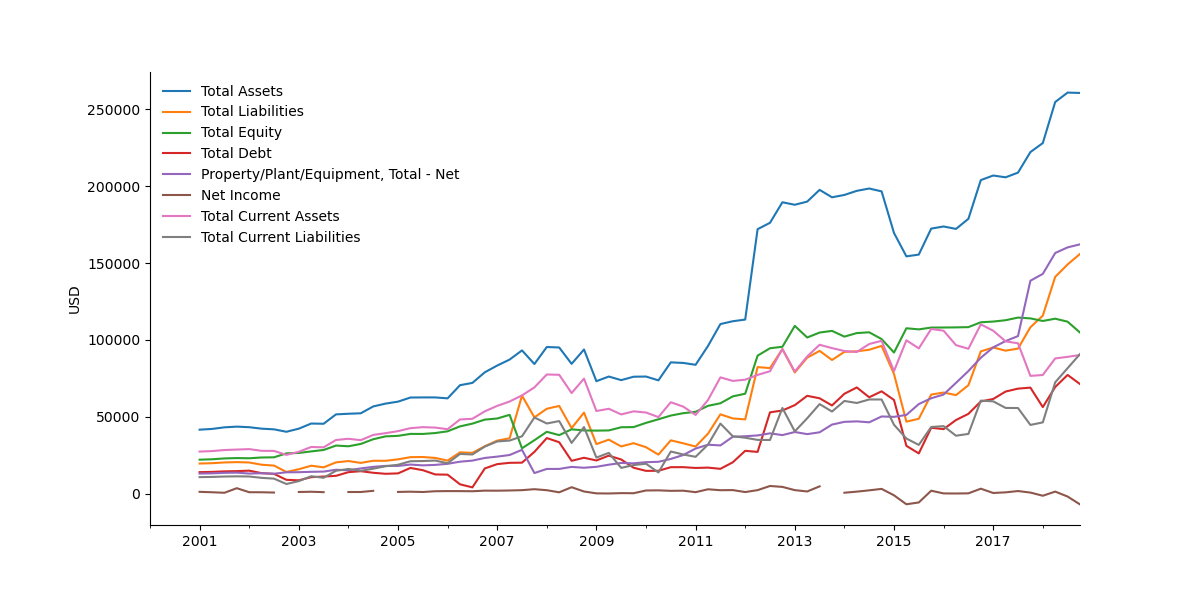 Total Assets
Total Liabilities
Total Equity
Total Debt
Property/Plant/Equipment, Total - Net
Net Income
Total Current Assets
Total Current Liabilities
USD
250000
200000
150000
100000
50000
0
2001 2003 2005 2007 2009 2011 2013 2015 2017